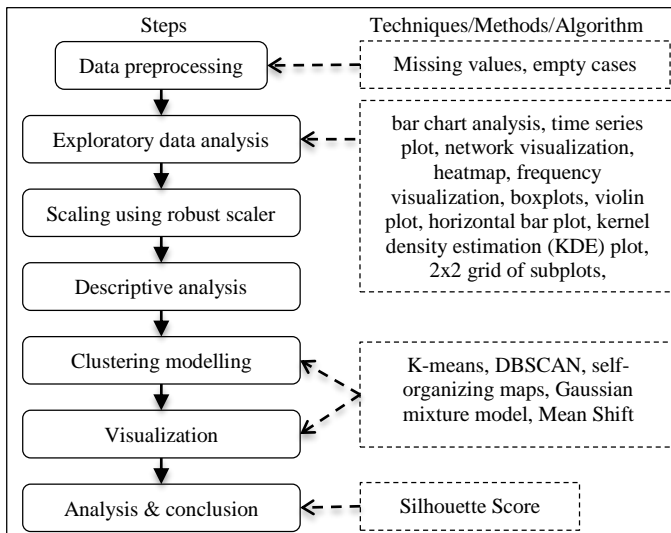 Steps
Techniques/Methods/Algorithm
Data preprocessing
Missing values, empty cases
Exploratory data analysis
bar chart analysis, time series
plot, network visualization,
heatmap, frequency
visualization, boxplots, violin
plot, horizontal bar plot, kernel
density estimation (KDE) plot,
2x2 grid of subplots,
Scaling using robust scaler
Descriptive analysis
Clustering modelling
K-means, DBSCAN, self-
organizing maps, Gaussian
mixture model, Mean Shift
Visualization
Analysis & conclusion
Silhouette Score